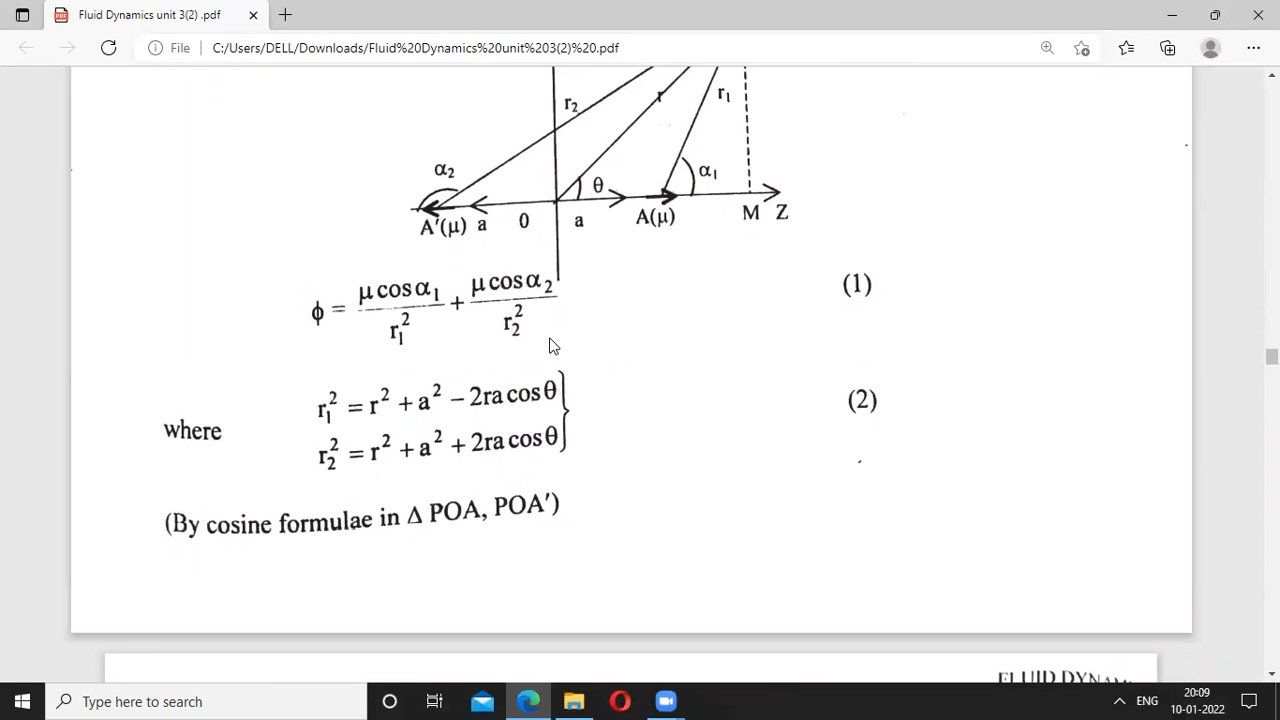 Fluid Dynamics unit 3(2) .pdf
File C:/Users/DELL/Downloads/Fluid%20Dynamics%20unit%203(2)%20.pdf
r₂ r r₁
α₂ θ α₁
A′(μ) a 0 a A(μ) M Z
ϕ = μ cos α₁ / r₁² + μ cos α₂ / r₂² (1)
r₁² = r² + a² − 2ra cos θ
where (2)
r₂² = r² + a² + 2ra cos θ
(By cosine formulae in Δ POA, POA′)
Type here to search
ENG
20:09
10-01-2022